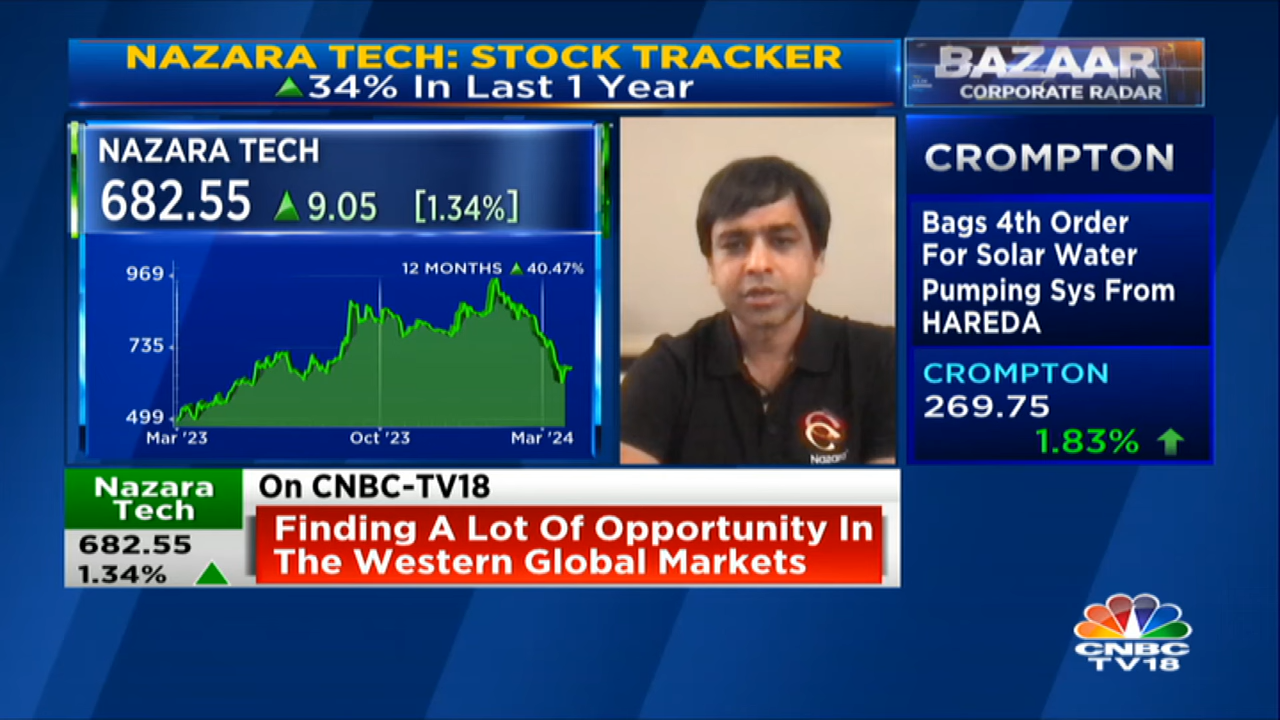 NAZARA TECH: STOCK TRACKER
▲34% In Last 1 Year
BAZAAR
CORPORATE RADAR
NAZARA TECH
682.55 ▲ 9.05 [1.34%]
12 MONTHS ▲ 40.47%
969
735
499
Mar '23 Oct '23 Mar '24
Nazara
CROMPTON
Bags 4th Order
For Solar Water
Pumping Sys From
HAREDA
CROMPTON
269.75
1.83%
Nazara
Tech
682.55
1.34%
On CNBC-TV18
Finding A Lot Of Opportunity In
The Western Global Markets
CNBC
TV18